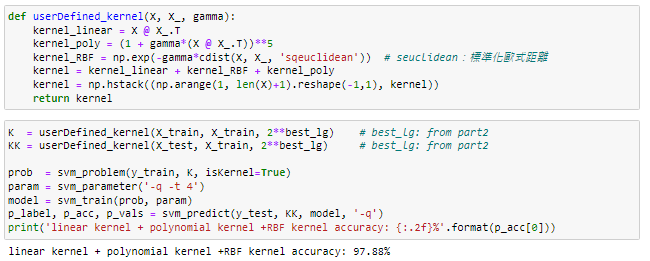 def userDefined_kernel(X, X_, gamma):
    kernel_linear = X @ X_.T
    kernel_poly = (1 + gamma*(X @ X_.T))**5
    kernel_RBF = np.exp(-gamma*cdist(X, X_, 'sqeuclidean'))  # seuclidean：標準化歐式距離
    kernel = kernel_linear + kernel_RBF + kernel_poly
    kernel = np.hstack((np.arange(1, len(X)+1).reshape(-1,1), kernel))
    return kernel
K  = userDefined_kernel(X_train, X_train, 2**best_lg)    # best_lg: from part2
KK = userDefined_kernel(X_test, X_train, 2**best_lg)     # best_lg: from part2
prob  = svm_problem(y_train, K, isKernel=True)
param = svm_parameter('-q -t 4')
model = svm_train(prob, param)
p_label, p_acc, p_vals = svm_predict(y_test, KK, model, '-q')
print('linear kernel + polynomial kernel +RBF kernel accuracy: {:.2f}%'.format(p_acc[0]))
linear kernel + polynomial kernel +RBF kernel accuracy: 97.88%